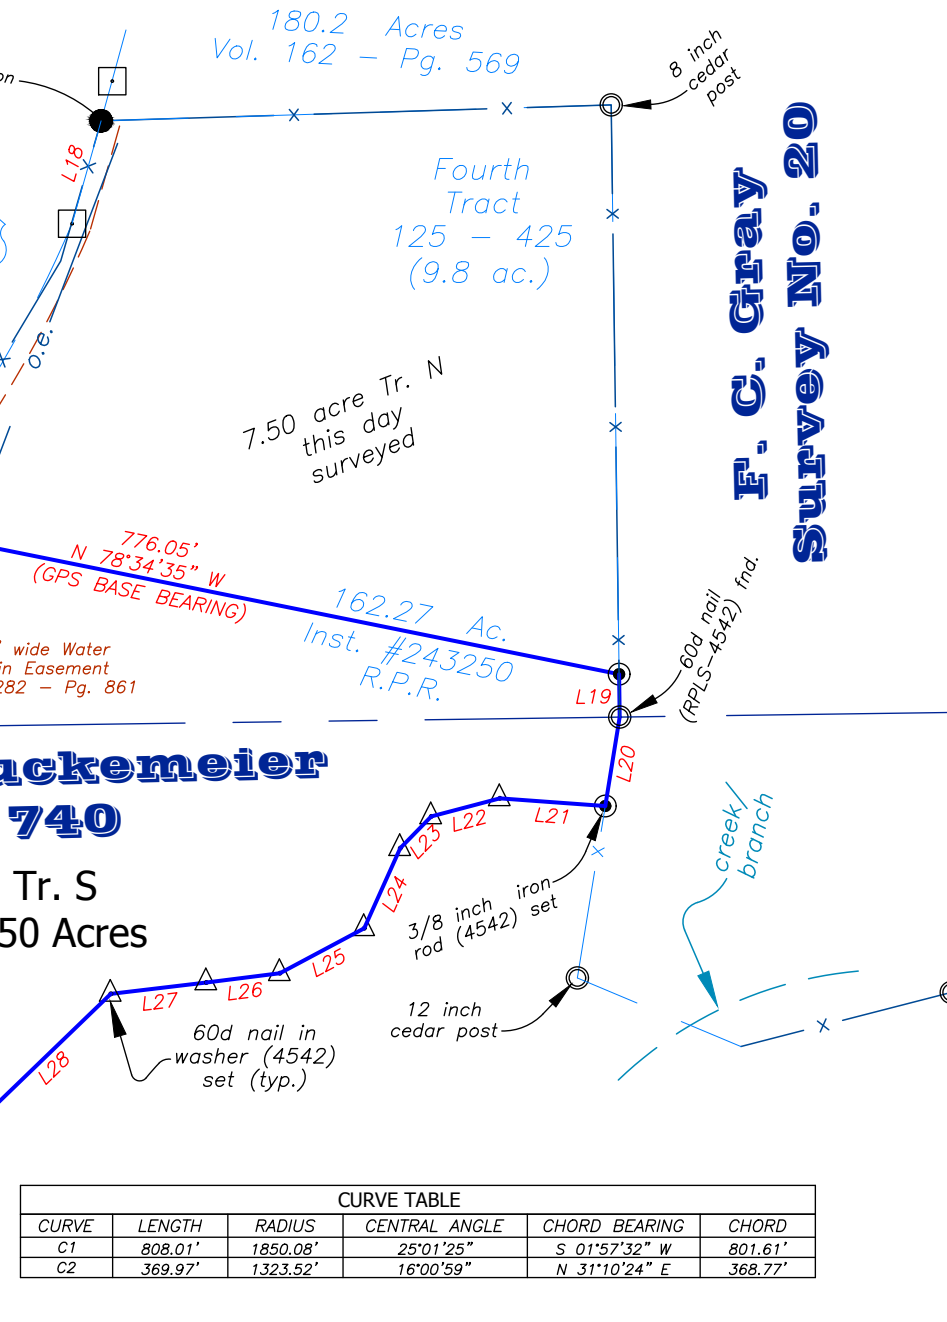 180.2 Acres
Vol. 162 – Pg. 569
8 inch
cedar
post
L18
Fourth
Tract
125 – 425
(9.8 ac.)
F. C. Gray
Survey No. 20
o.e.
7.50 acre Tr. N
this day
surveyed
776.05'
N 78°34'35" W
(GPS BASE BEARING)
162.27 Ac.
Inst. #243250
R.P.R.
60d nail
(RPLS-4542) fnd.
wide Water
in Easement
282 – Pg. 861
L19
L20
uckemeier
740
L21
L22
L23
L24
L25
L26
L27
L28
creek/
branch
Tr. S
50 Acres
3/8 inch iron
rod (4542) set
12 inch
cedar post
60d nail in
washer (4542)
set (typ.)
CURVE TABLE
CURVE LENGTH RADIUS CENTRAL ANGLE CHORD BEARING CHORD
C1 808.01' 1850.08' 25°01'25" S 01°57'32" W 801.61'
C2 369.97' 1323.52' 16°00'59" N 31°10'24" E 368.77'